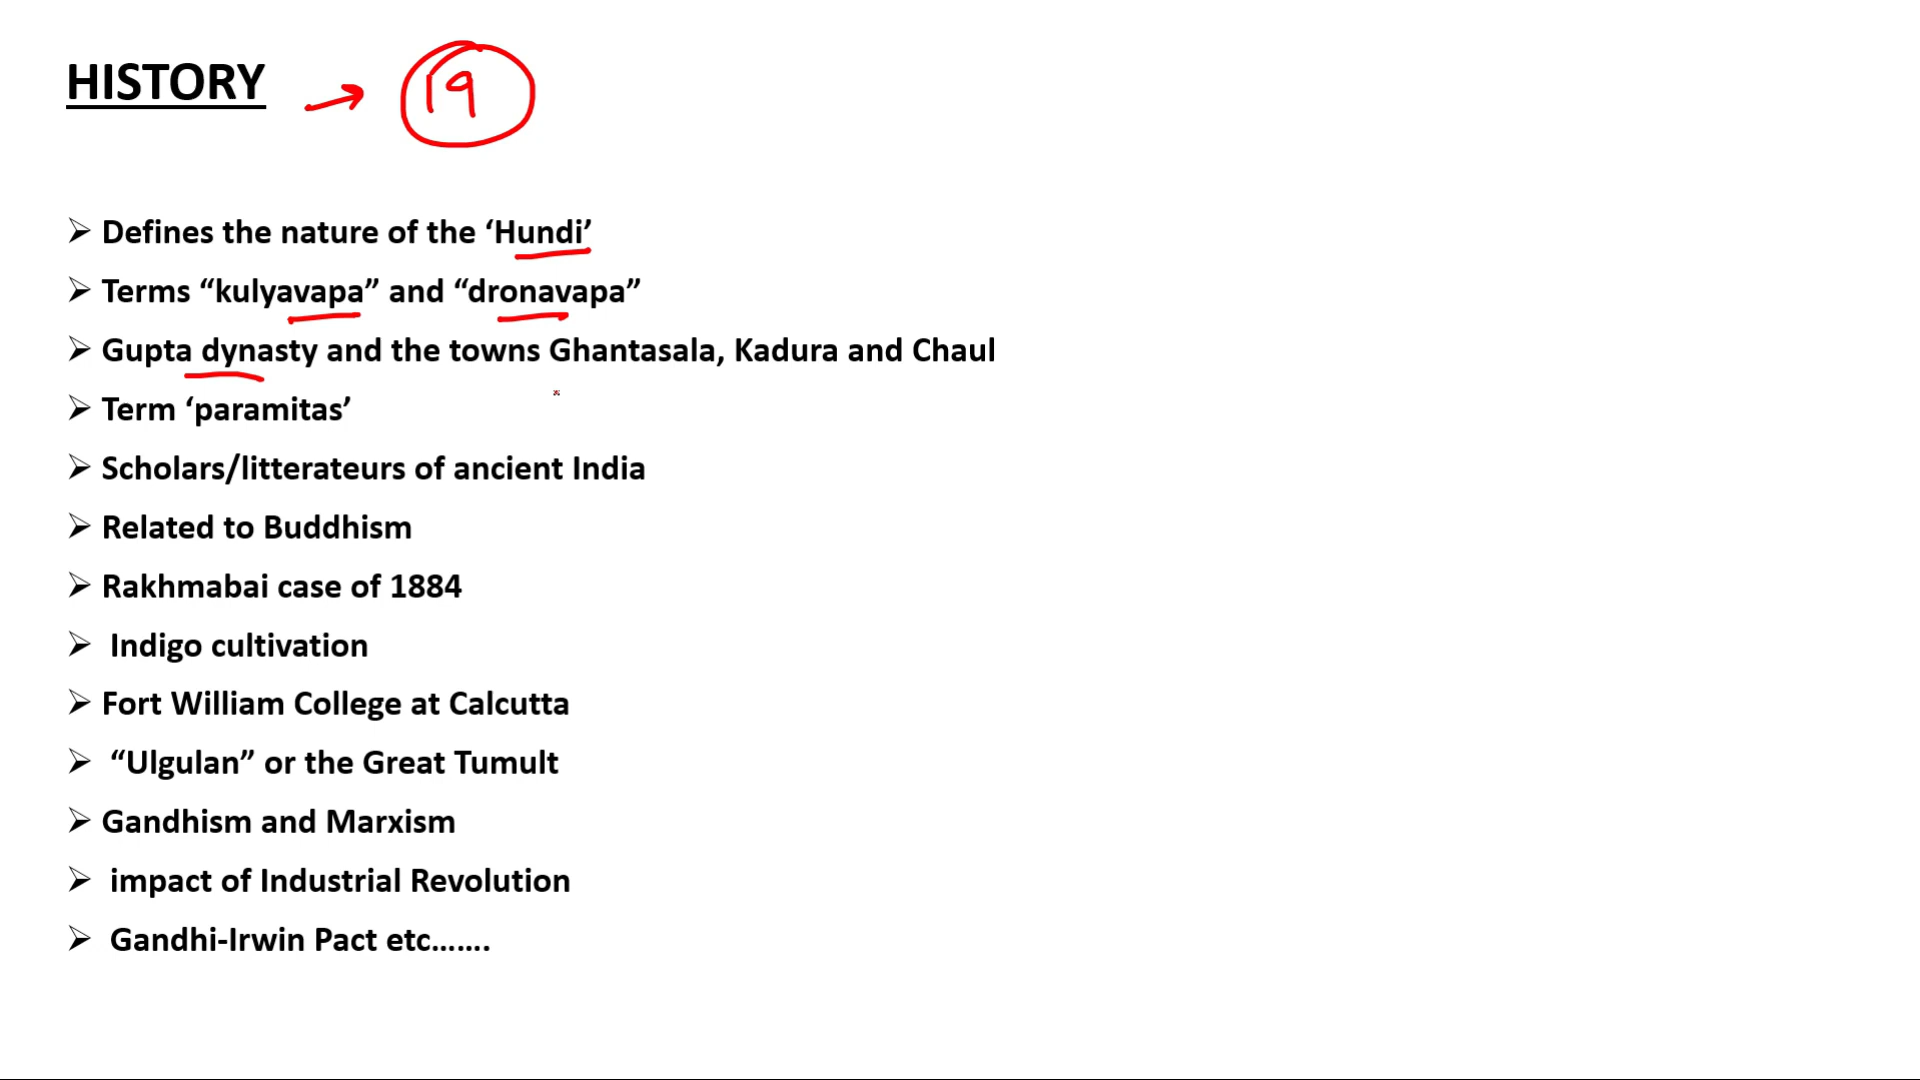 HISTORY → 19
➢ Defines the nature of the ‘Hundi’
➢ Terms “kulyavapa” and “dronavapa”
➢ Gupta dynasty and the towns Ghantasala, Kadura and Chaul
➢ Term ‘paramitas’
➢ Scholars/litterateurs of ancient India
➢ Related to Buddhism
➢ Rakhmabai case of 1884
➢ Indigo cultivation
➢ Fort William College at Calcutta
➢ “Ulgulan” or the Great Tumult
➢ Gandhism and Marxism
➢ impact of Industrial Revolution
➢ Gandhi-Irwin Pact etc.......